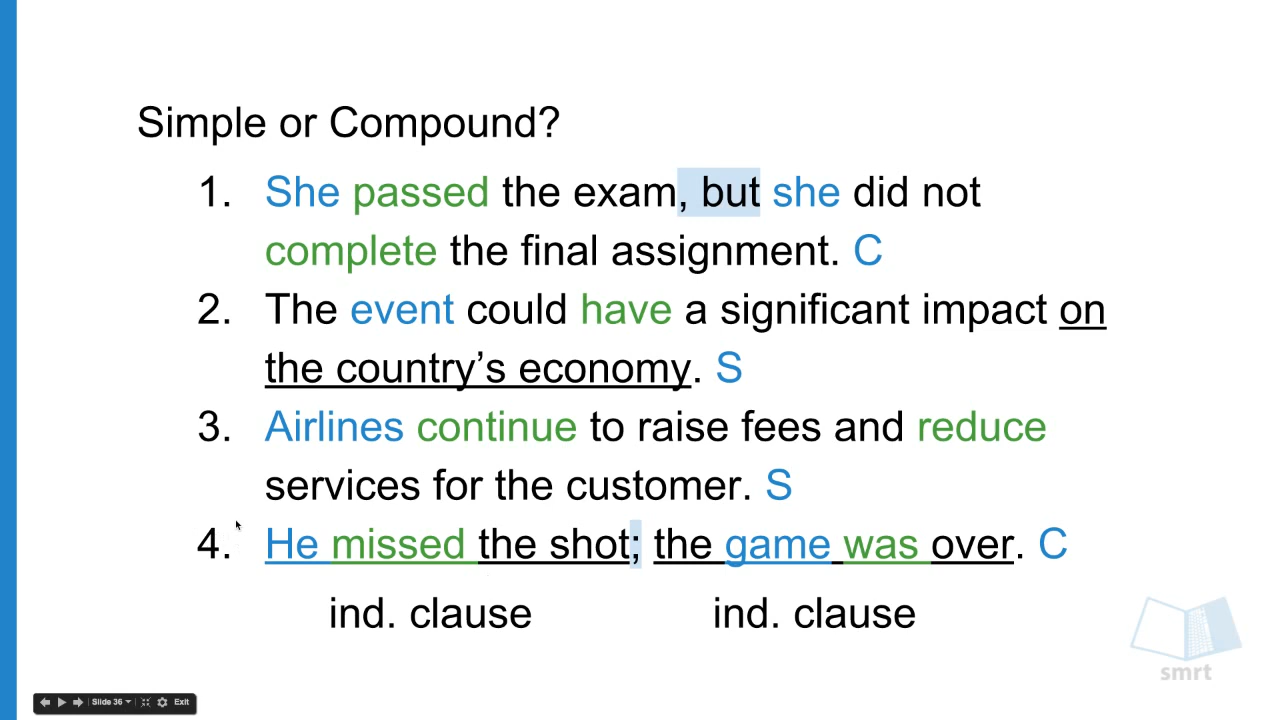 Simple or Compound?
1. She passed the exam, but she did not
complete the final assignment. C
2. The event could have a significant impact on
the country’s economy. S
3. Airlines continue to raise fees and reduce
services for the customer. S
4. He missed the shot; the game was over. C
ind. clause ind. clause
smrt
Slide 36 Exit